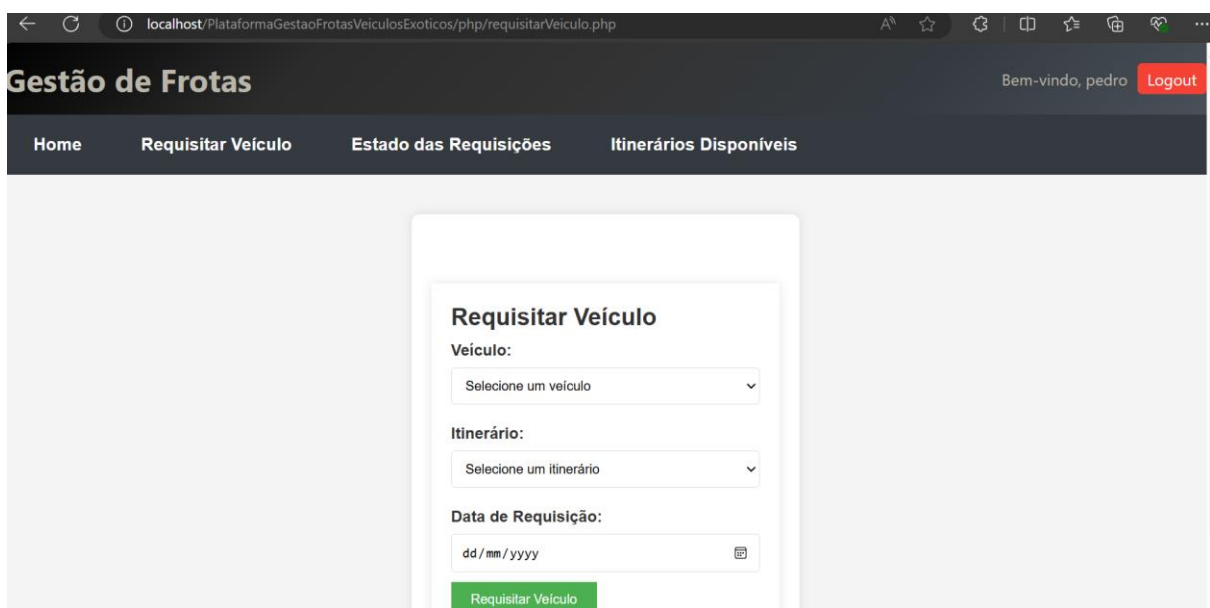 localhost/PlataformaGestaoFrotasVeiculosExoticos/php/requisitarVeiculo.php
Gestão de Frotas
Bem-vindo, pedro Logout
Home Requisitar Veículo Estado das Requisições Itinerários Disponíveis
Requisitar Veículo
Veículo:
Selecione um veículo
Itinerário:
Selecione um itinerário
Data de Requisição:
dd/mm/yyyy
Requisitar Veículo